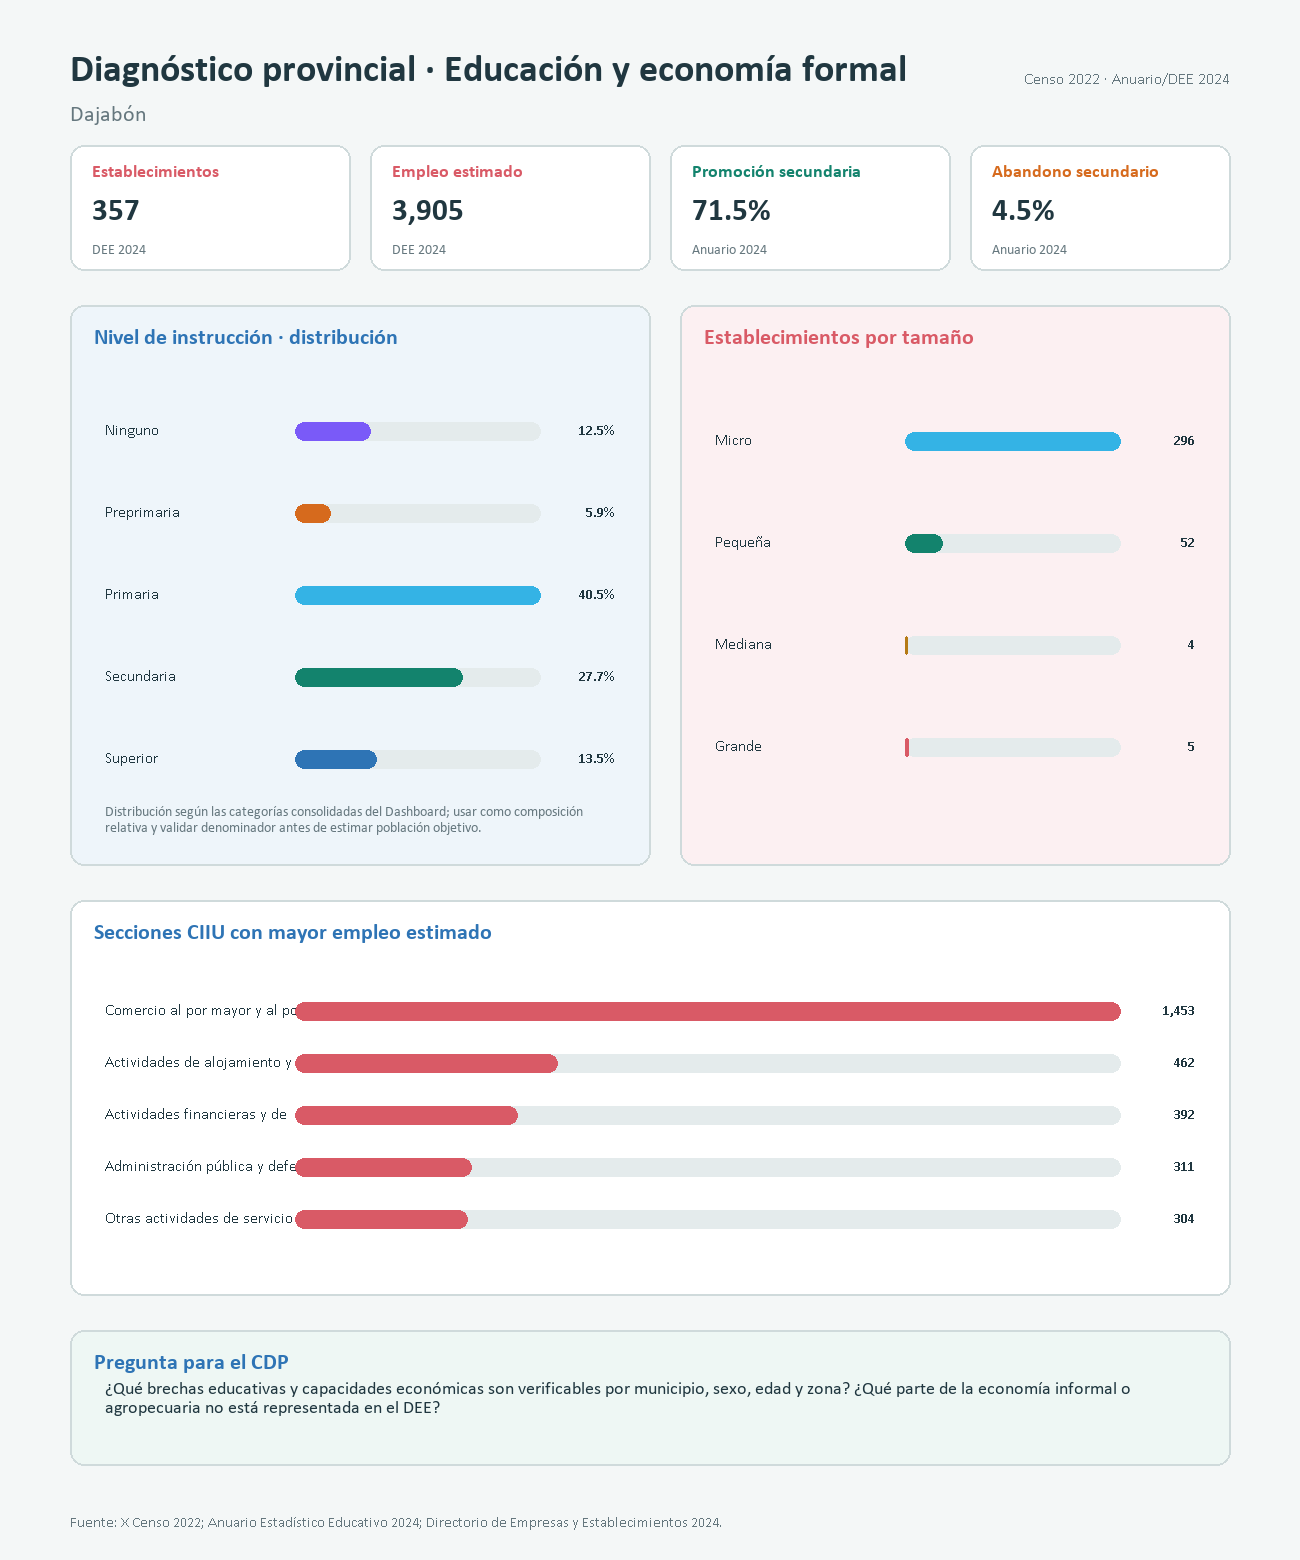 Diagnóstico provincial · Educación y economía formal
Censo 2022 · Anuario/DEE 2024
Dajabón
Establecimientos
357
DEE 2024
Empleo estimado
3,905
DEE 2024
Promoción secundaria
71.5%
Anuario 2024
Abandono secundario
4.5%
Anuario 2024
Nivel de instrucción · distribución
Ninguno 12.5%
Preprimaria 5.9%
Primaria 40.5%
Secundaria 27.7%
Superior 13.5%
Distribución según las categorías consolidadas del Dashboard; usar como composición
relativa y validar denominador antes de estimar población objetivo.
Establecimientos por tamaño
Micro 296
Pequeña 52
Mediana 4
Grande 5
Secciones CIIU con mayor empleo estimado
Comercio al por mayor y al po 1,453
Actividades de alojamiento y 462
Actividades financieras y de 392
Administración pública y defe 311
Otras actividades de servicio 304
Pregunta para el CDP
¿Qué brechas educativas y capacidades económicas son verificables por municipio, sexo, edad y zona? ¿Qué parte de la economía informal o
agropecuaria no está representada en el DEE?
Fuente: X Censo 2022; Anuario Estadístico Educativo 2024; Directorio de Empresas y Establecimientos 2024.